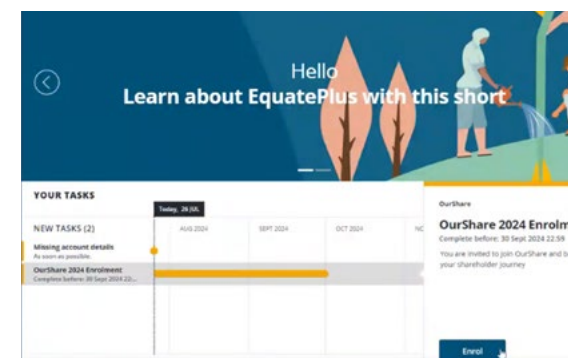 Hello
Learn about EquatePlus with this short
YOUR TASKS
Today, 26 JUL
NEW TASKS (2)
AUG 2024
SEPT 2024
OCT 2024
NO
Missing account details
As soon as possible
OurShare 2024 Enrolment
Complete before: 30 Sept 2024 22:...
OurShare
OurShare 2024 Enrolm
Complete before: 30 Sept 2024 22:59
You are invited to join OurShare and b
your shareholder journey
Enrol